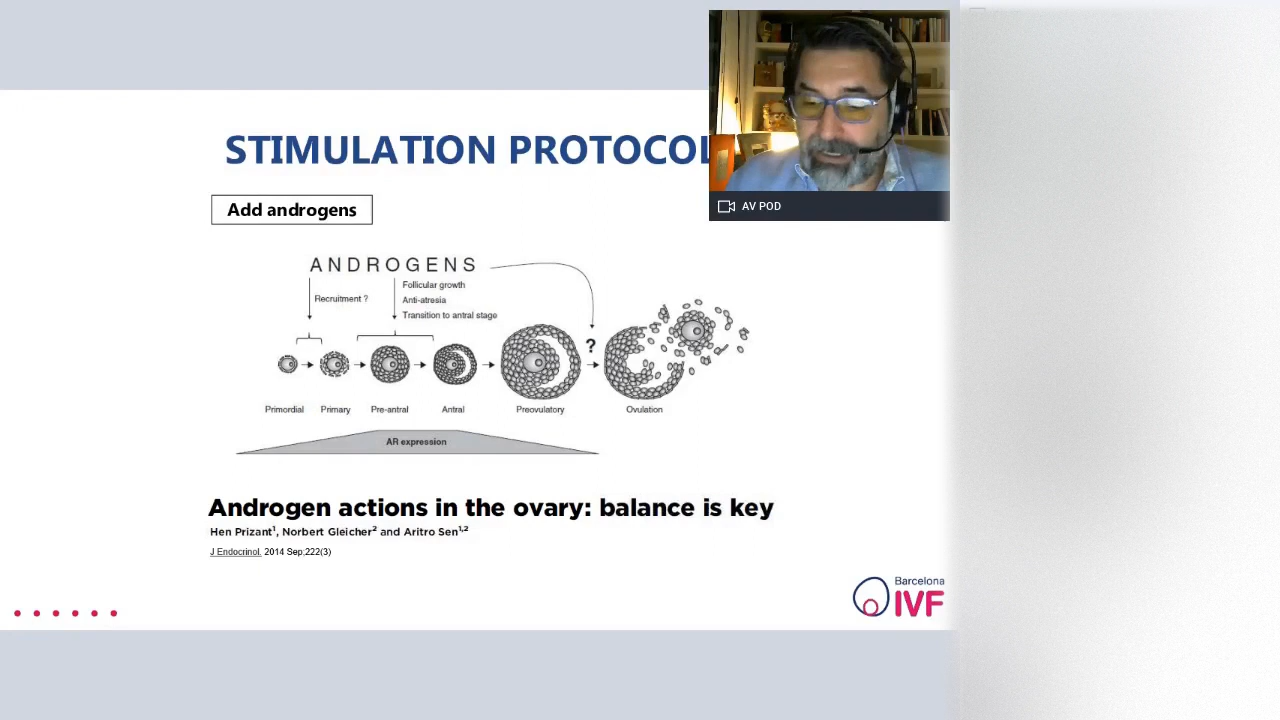 STIMULATION PROTOCOL
AV POD
Add androgens
ANDROGENS
Recruitment ?
Follicular growth
Anti-atresia
Transition to antral stage
?
Primordial Primary Pre-antral Antral Preovulatory Ovulation
AR expression
Androgen actions in the ovary: balance is key
Hen Prizant1, Norbert Gleicher2 and Aritro Sen1,2
J Endocrinol. 2014 Sep;222(3)
Barcelona
IVF